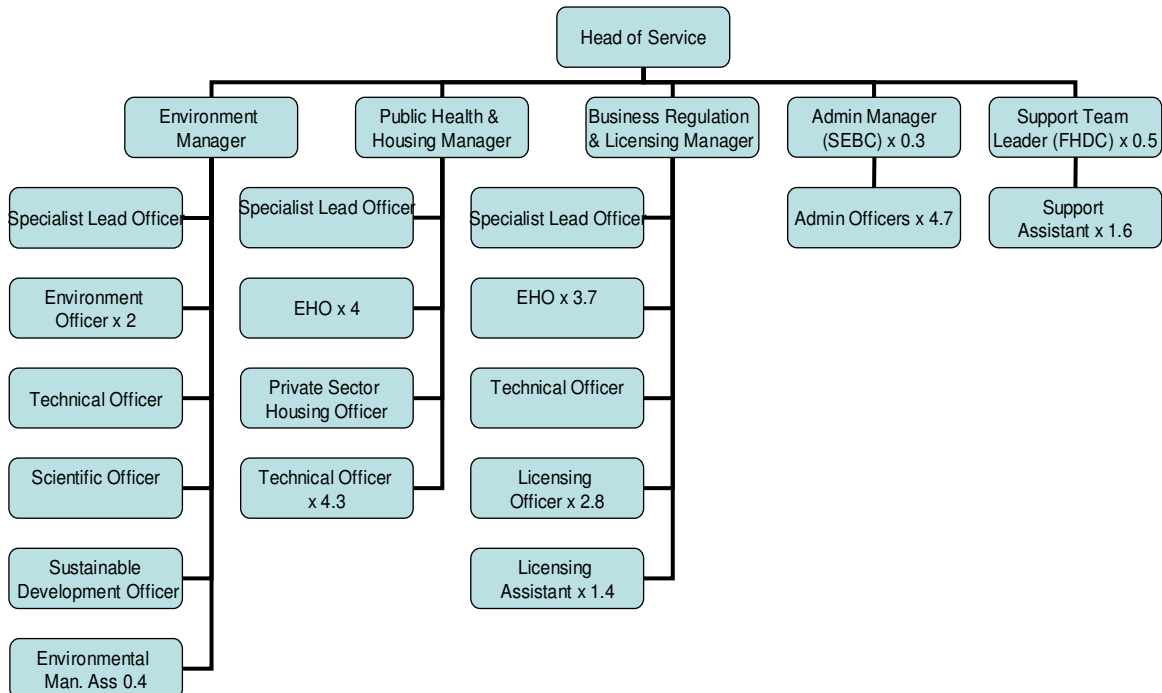 Head of Service
Environment
Manager
Public Health &
Housing Manager
Business Regulation
& Licensing Manager
Admin Manager
(SEBC) x 0.3
Support Team
Leader (FHDC) x 0.5
Specialist Lead Officer
Specialist Lead Officer
Specialist Lead Officer
Admin Officers x 4.7
Support
Assistant x 1.6
Environment
Officer x 2
EHO x 4
EHO x 3.7
Technical Officer
Private Sector
Housing Officer
Technical Officer
Scientific Officer
Technical Officer
x 4.3
Licensing
Officer x 2.8
Sustainable
Development Officer
Licensing
Assistant x 1.4
Environmental
Man. Ass 0.4